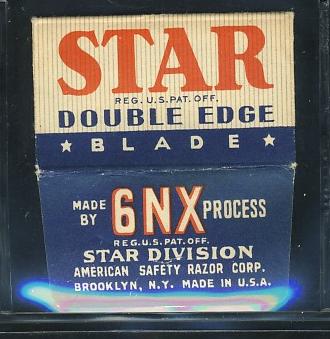 STAR
REG. U.S. PAT. OFF.
DOUBLE EDGE
★ BLADE ★
MADE BY 6NX PROCESS
REG. U.S. PAT. OFF.
STAR DIVISION
AMERICAN SAFETY RAZOR CORP.
BROOKLYN, N.Y. MADE IN U.S.A.